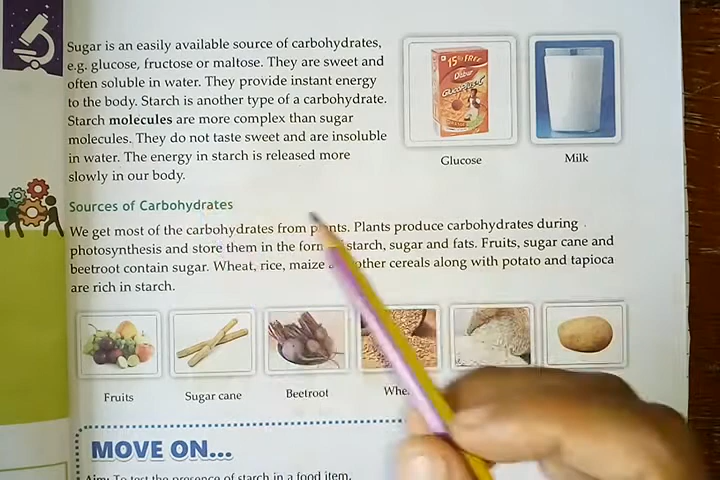 Sugar is an easily available source of carbohydrates,
e.g. glucose, fructose or maltose. They are sweet and
often soluble in water. They provide instant energy
to the body. Starch is another type of a carbohydrate.
Starch molecules are more complex than sugar
molecules. They do not taste sweet and are insoluble
in water. The energy in starch is released more
slowly in our body.
15% FREE
Dabur
Glucose
Milk
Sources of Carbohydrates
We get most of the carbohydrates from plants. Plants produce carbohydrates during
photosynthesis and store them in the form starch, sugar and fats. Fruits, sugar cane and
beetroot contain sugar. Wheat, rice, maize other cereals along with potato and tapioca
are rich in starch.
Fruits
Sugar cane
Beetroot
Whe
MOVE ON...
Aim: To test the presence of starch in a food item.